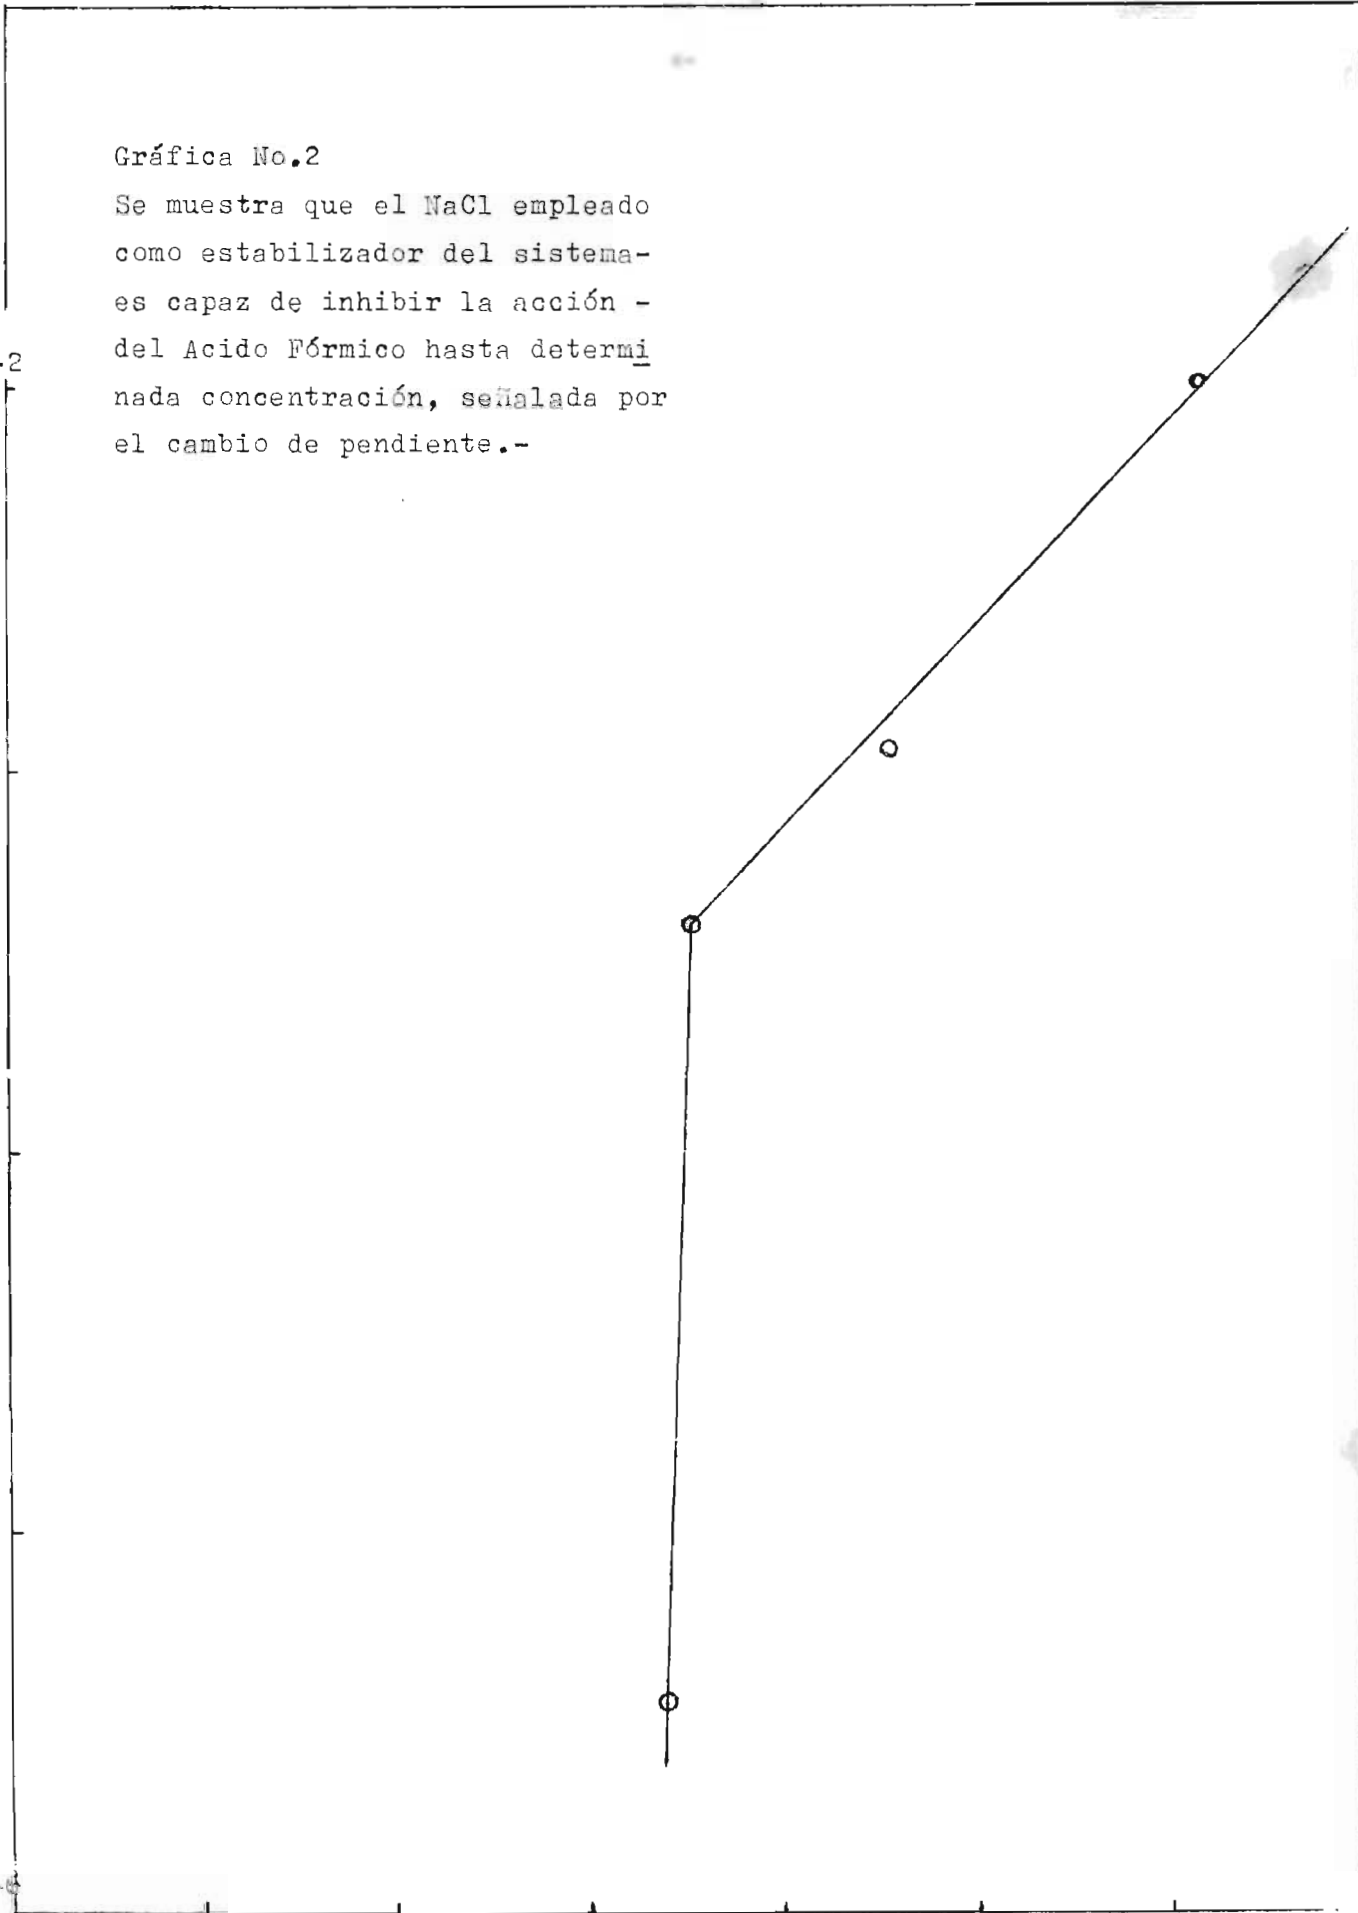 Gráfica No.2
Se muestra que el NaCl empleado
como estabilizador del sistema-
es capaz de inhibir la acción -
del Acido Fórmico hasta determi
.2
nada concentración, señalada por
el cambio de pendiente.-